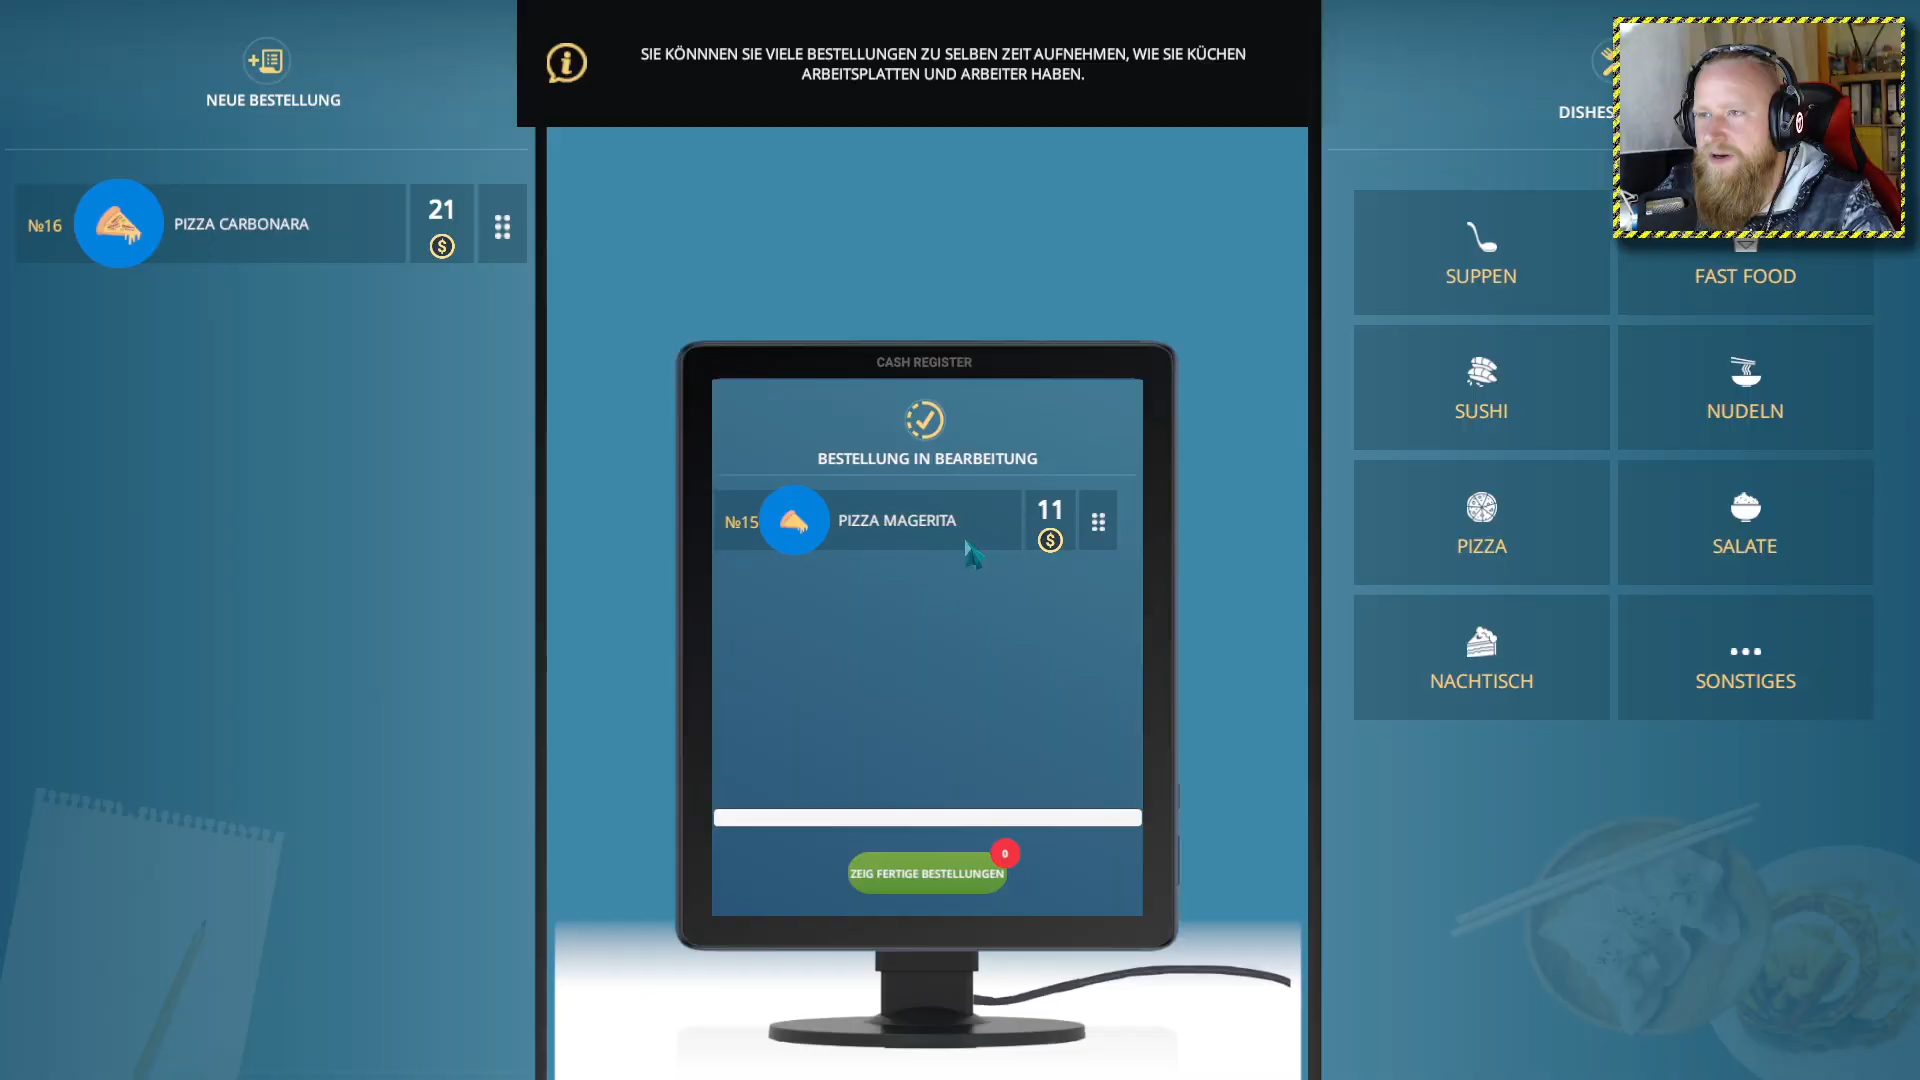 NEUE BESTELLUNG
№16
PIZZA CARBONARA
21
SIE KÖNNNEN SIE VIELE BESTELLUNGEN ZU SELBEN ZEIT AUFNEHMEN, WIE SIE KÜCHEN
ARBEITSPLATTEN UND ARBEITER HABEN.
CASH REGISTER
BESTELLUNG IN BEARBEITUNG
№15
PIZZA MAGERITA
11
ZEIG FERTIGE BESTELLUNGEN
0
DISHES
SUPPEN
FAST FOOD
SUSHI
NUDELN
PIZZA
SALATE
NACHTISCH
SONSTIGES